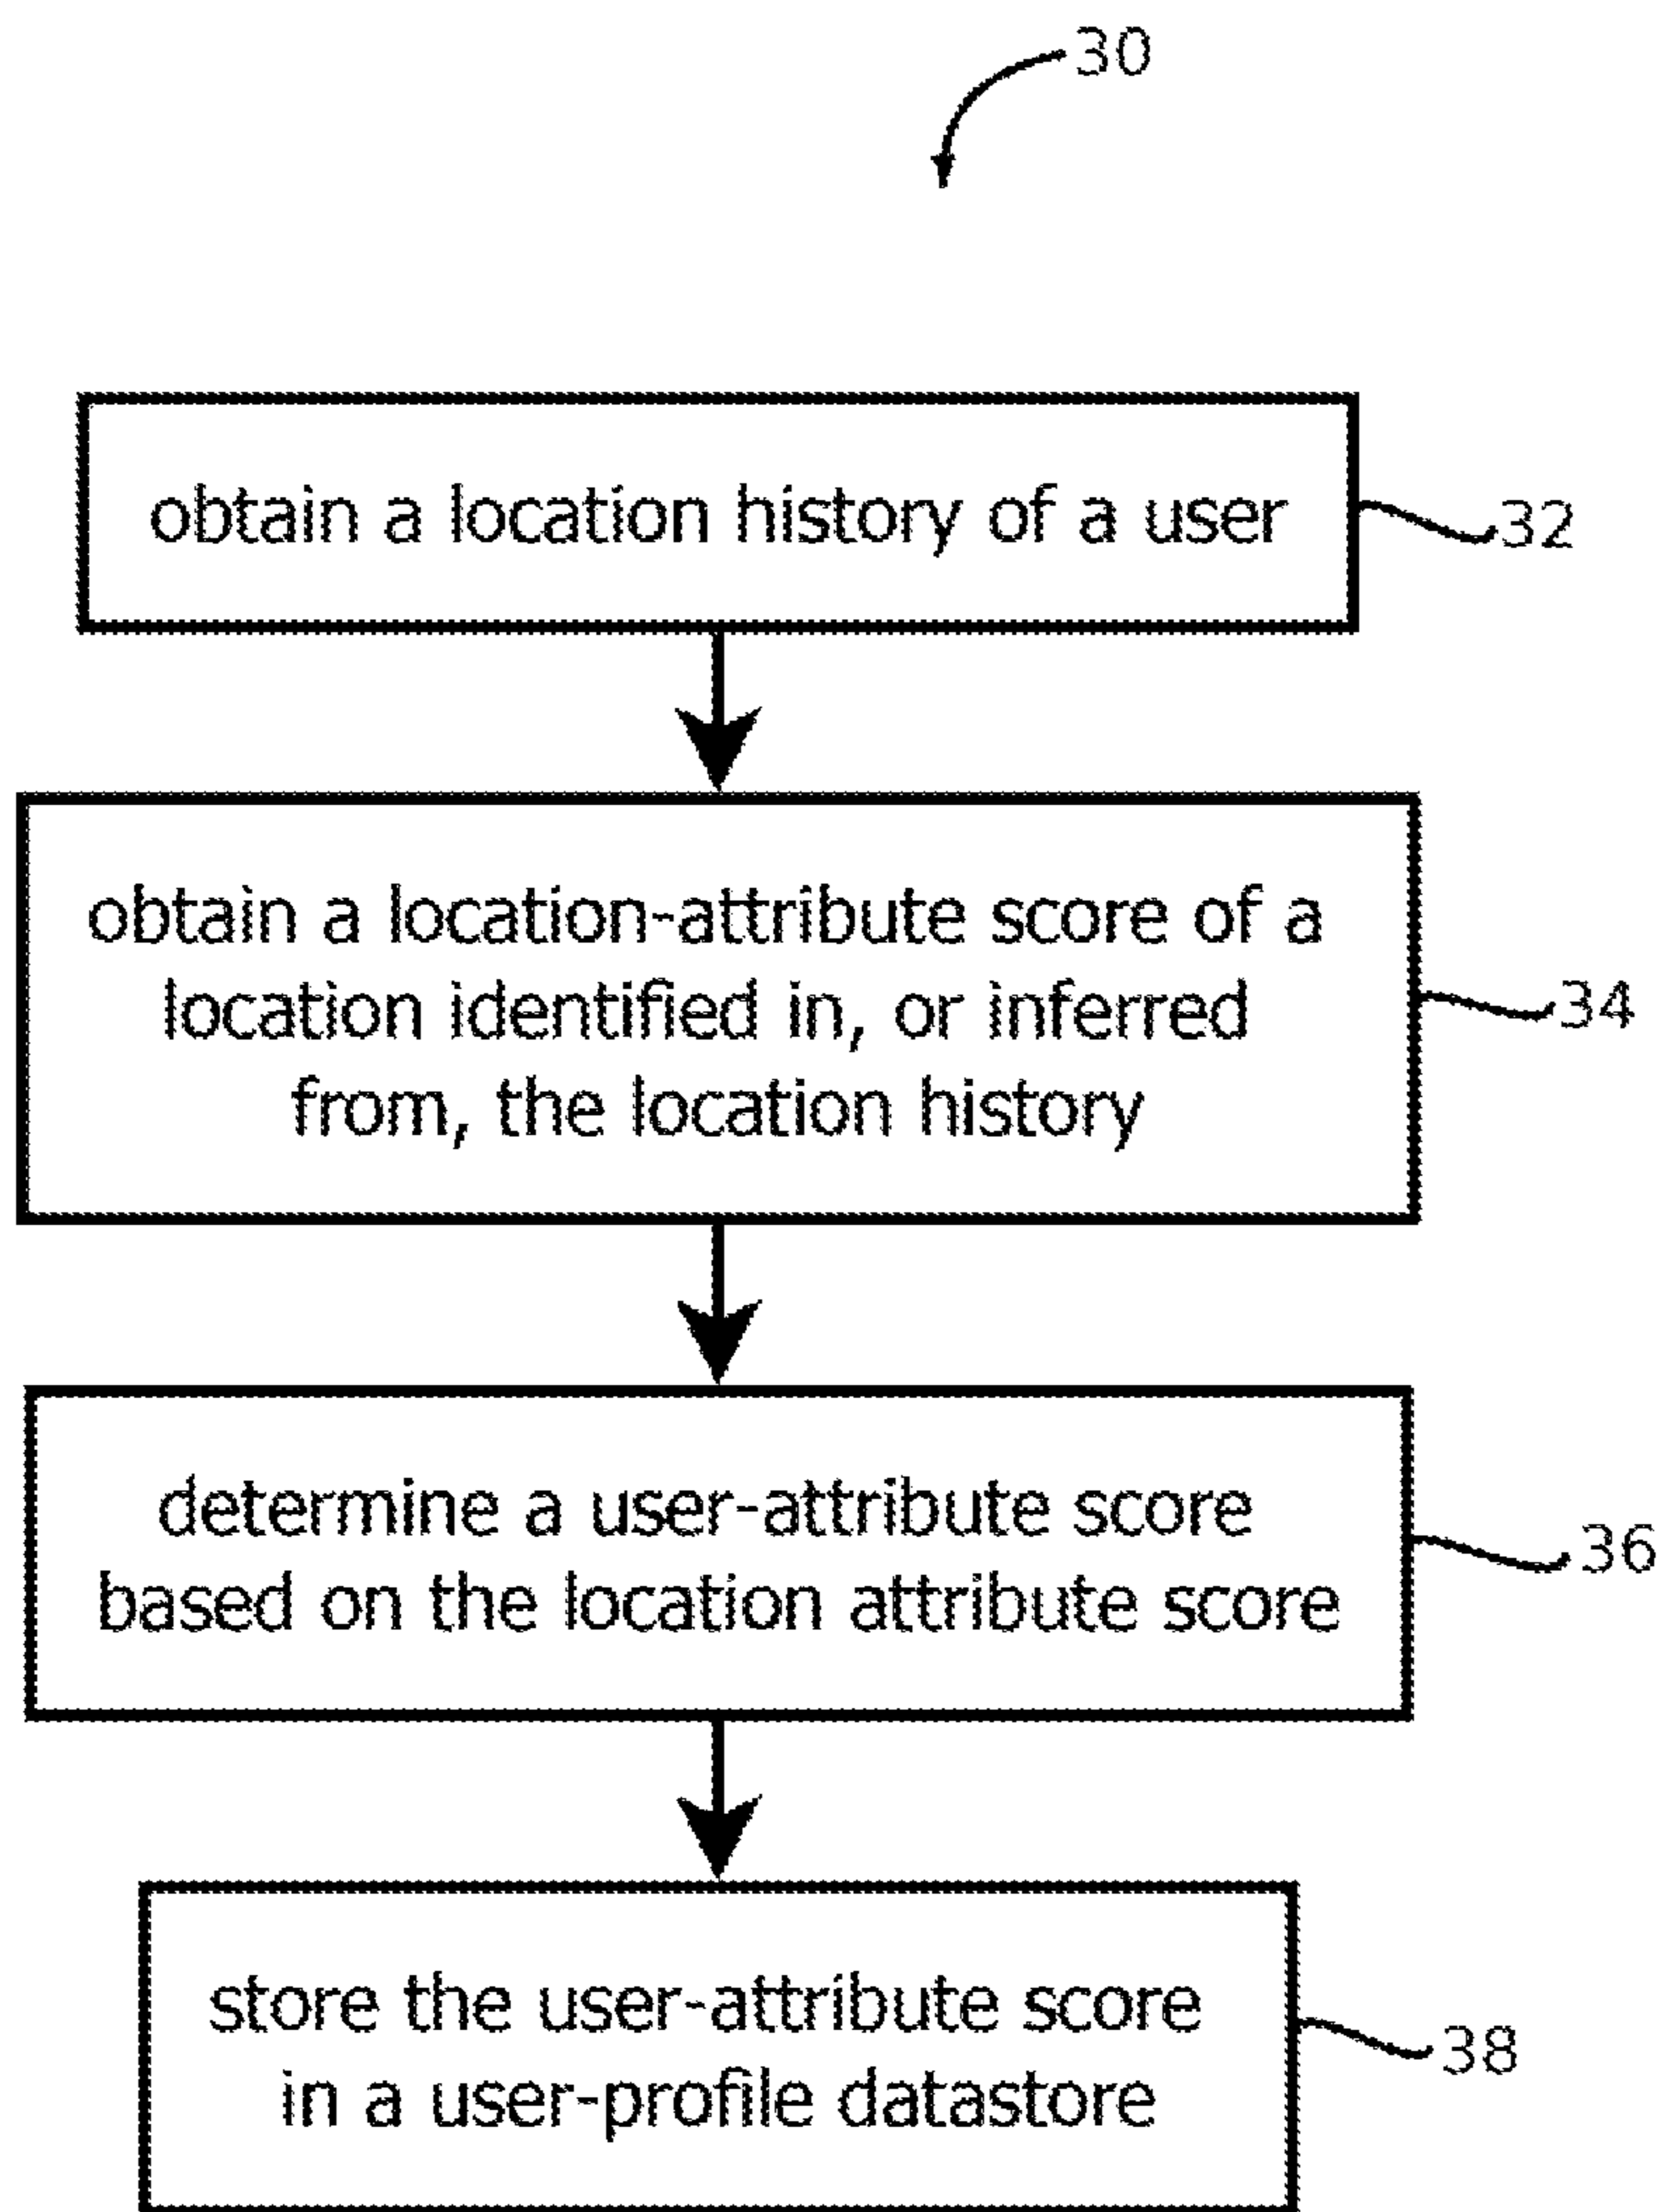 30
obtain a location history of a user
32
obtain a location-attribute score of a
location identified in, or inferred
from, the location history
34
determine a user-attribute score
based on the location attribute score
36
store the user-attribute score
in a user-profile datastore
38